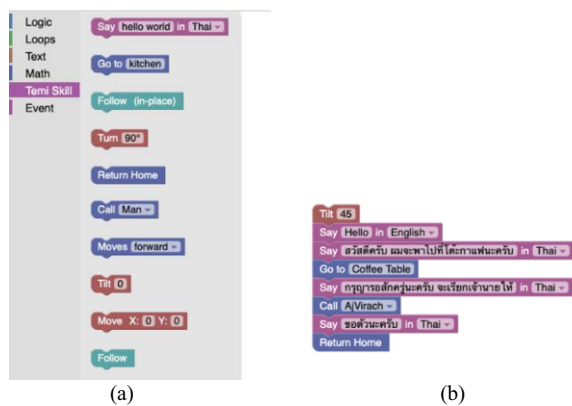 Logic
Loops
Text
Math
Temi Skill
Event
Say hello world in Thai
Go to kitchen
Follow (in-place)
Turn 90°
Return Home
Call Man
Moves forward
Tilt 0
Move X: 0 Y: 0
Follow
(a)
Tilt 45
Say Hello in English
Say สวัสดีครับ ผมจะพาไปที่โต๊ะกาแฟนะครับ in Thai
Go to Coffee Table
Say กรุญารอสักครู่นะครับ จะเรียกเจ้านายให้ in Thai
Call AjVirach
Say ขอตัวนะครับ in Thai
Return Home
(b)